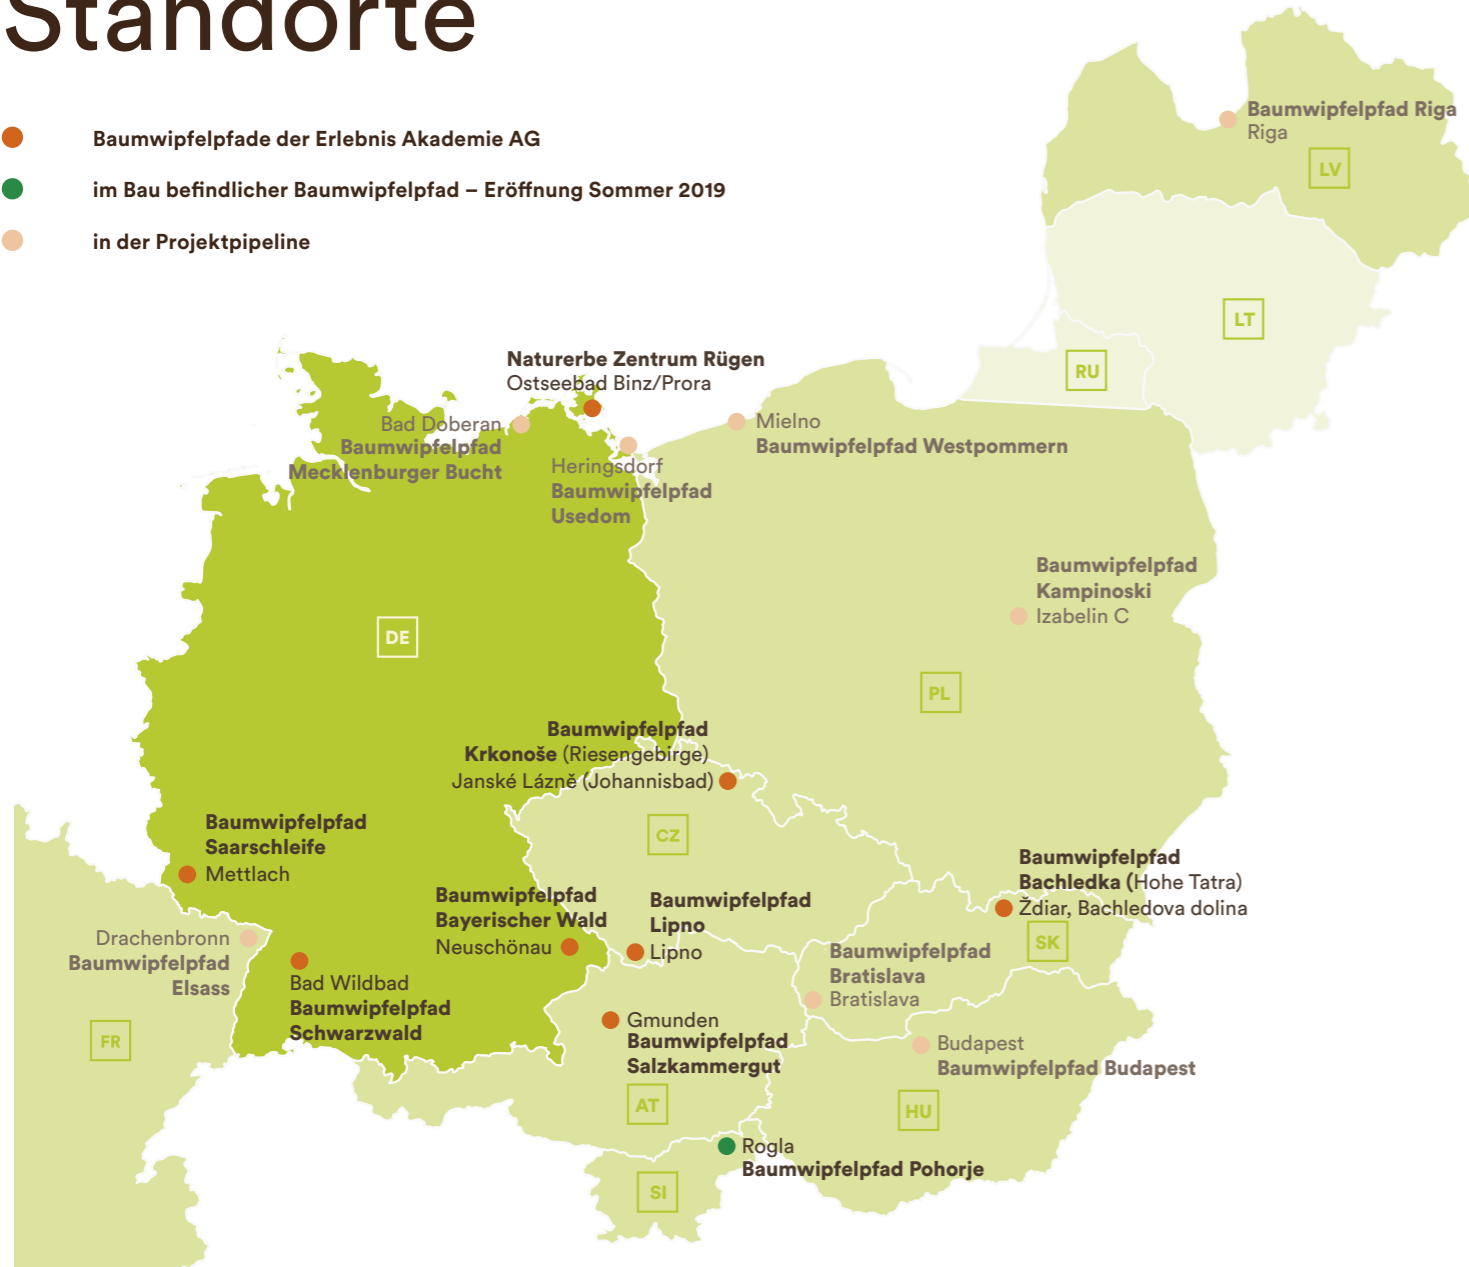 Standorte
Baumwipfelpfade der Erlebnis Akademie AG
im Bau befindlicher Baumwipfelpfad – Eröffnung Sommer 2019
in der Projektpipeline
Baumwipfelpfad Riga
Riga
LV
LT
RU
Naturerbe Zentrum Rügen
Ostseebad Binz/Prora
Bad Doberan
Baumwipfelpfad
Mecklenburger Bucht
Heringsdorf
Baumwipfelpfad
Usedom
Mielno
Baumwipfelpfad Westpommern
Baumwipfelpfad
Kampinoski
Izabelin C
DE
PL
Baumwipfelpfad
Krkonoše (Riesengebirge)
Janské Lázně (Johannisbad)
CZ
Baumwipfelpfad
Saarschleife
Mettlach
Baumwipfelpfad
Bayerischer Wald
Neuschönau
Baumwipfelpfad
Lipno
Lipno
Baumwipfelpfad
Bachledka (Hohe Tatra)
Ždiar, Bachledova dolina
SK
Drachenbronn
Baumwipfelpfad
Elsass
Bad Wildbad
Baumwipfelpfad
Schwarzwald
Baumwipfelpfad
Bratislava
Bratislava
FR
Gmunden
Baumwipfelpfad
Salzkammergut
Budapest
Baumwipfelpfad Budapest
AT
HU
Rogla
Baumwipfelpfad Pohorje
SI